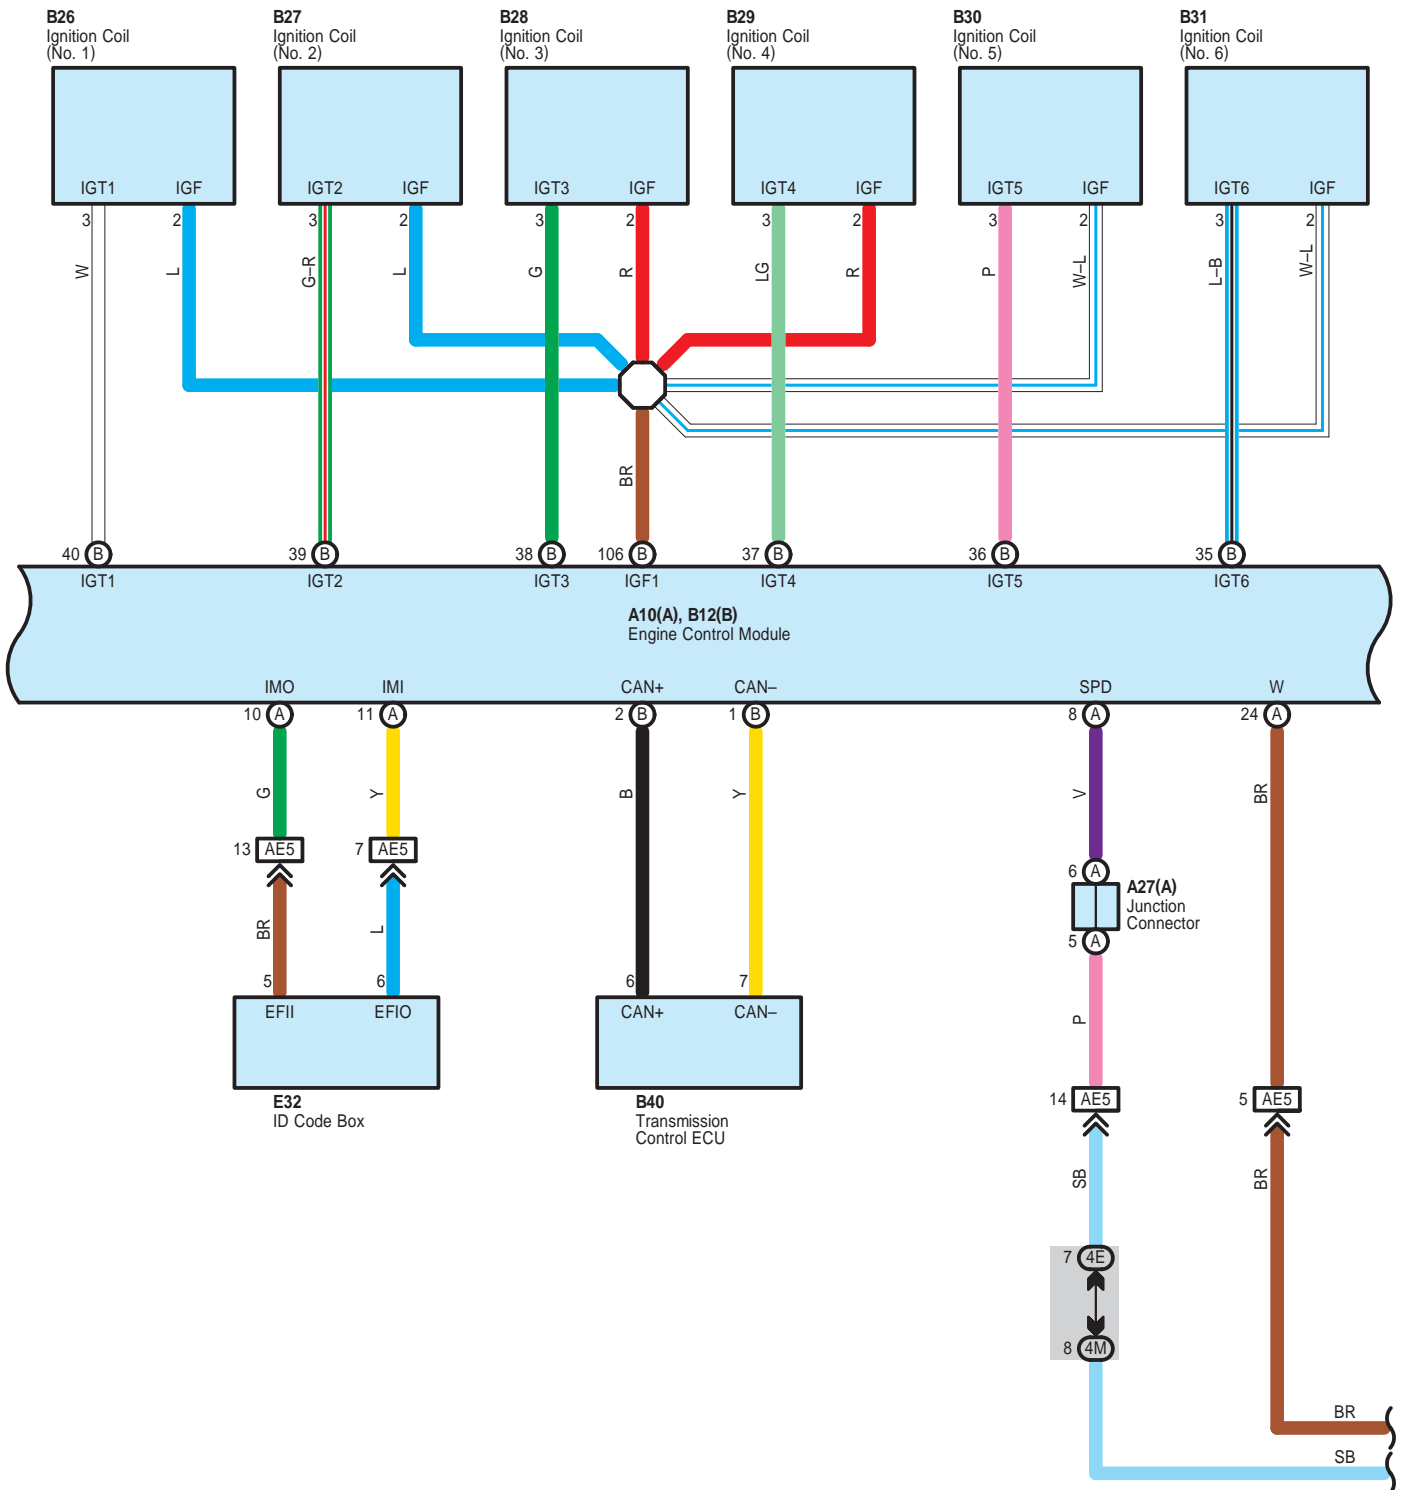 B26
Ignition Coil
(No. 1)
B27
Ignition Coil
(No. 2)
B28
Ignition Coil
(No. 3)
B29
Ignition Coil
(No. 4)
B30
Ignition Coil
(No. 5)
B31
Ignition Coil
(No. 6)
IGT1 IGF IGT2 IGF IGT3 IGF IGT4 IGF IGT5 IGF IGT6 IGF
3 2 3 2 3 2 3 2 3 2 3 2
W L G–R L G R LG R P W–L L–B W–L
BR
40 B 39 B 38 B 106 B 37 B 36 B 35 B
IGT1 IGT2 IGT3 IGF1 IGT4 IGT5 IGT6
A10(A), B12(B)
Engine Control Module
IMO IMI CAN+ CAN– SPD W
10 A 11 A 2 B 1 B 8 A 24 A
G Y B Y V BR
13 AE5 7 AE5
6 A
A27(A)
Junction
Connector
5 A
BR L
5 6 6 7
EFII EFIO CAN+ CAN–
P
E32
ID Code Box
B40
Transmission
Control ECU
14 AE5 5 AE5
SB BR
7 4E
8 4M
BR
SB